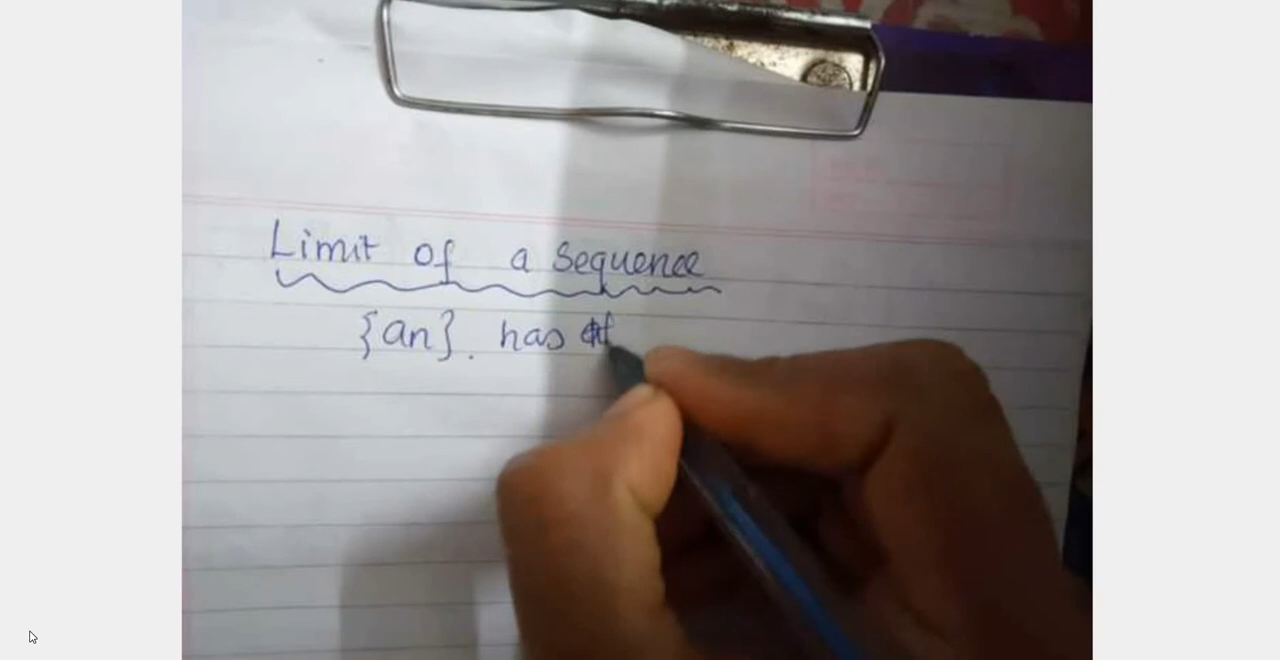 Limit of a Sequence
{an}. has